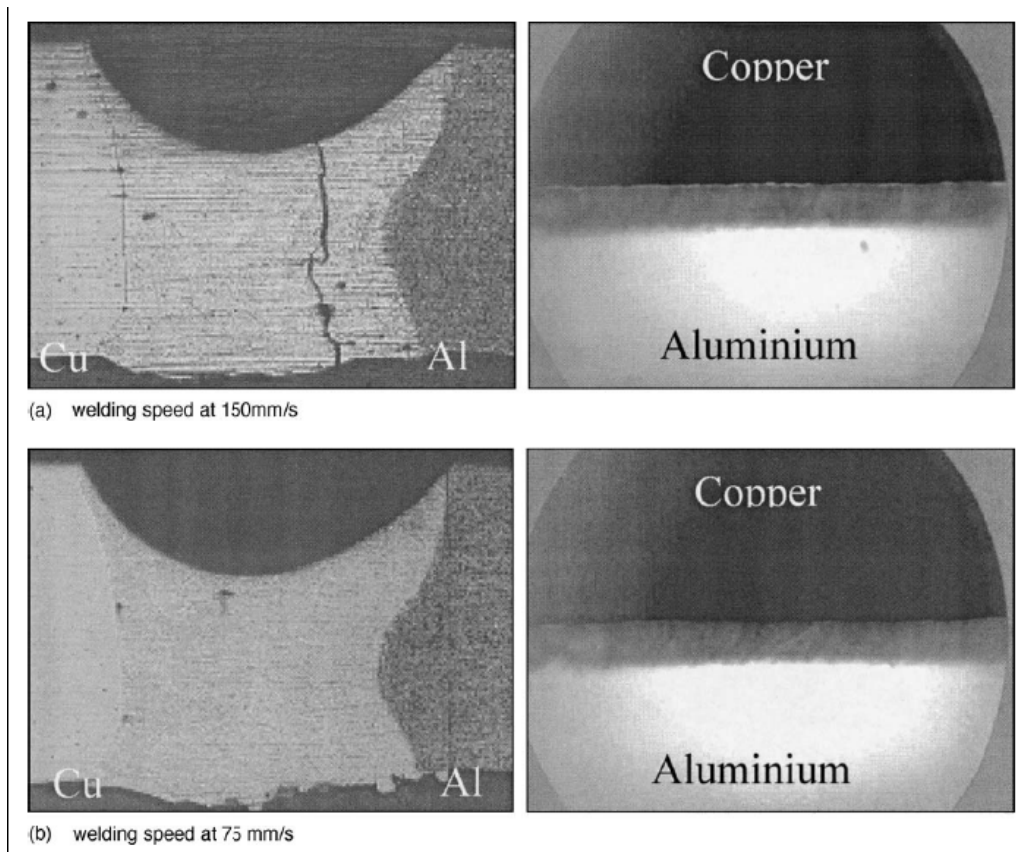 Copper
Cu
Al
Aluminium
(a) welding speed at 150mm/s
Copper
Cu
Al
Aluminium
(b) welding speed at 75 mm/s